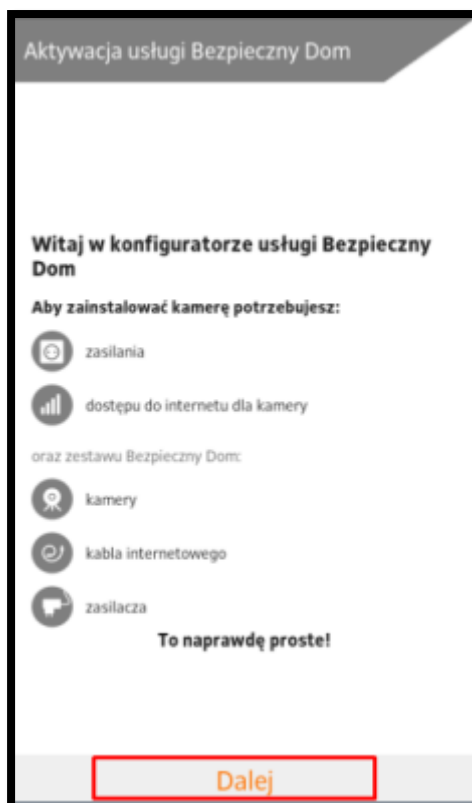 Aktywacja usługi Bezpieczny Dom
Witaj w konfiguratorze usługi Bezpieczny
Dom
Aby zainstalować kamerę potrzebujesz:
zasilania
dostępu do internetu dla kamery
oraz zestawu Bezpieczny Dom:
kamery
kabla internetowego
zasilacza
To naprawdę proste!
Dalej